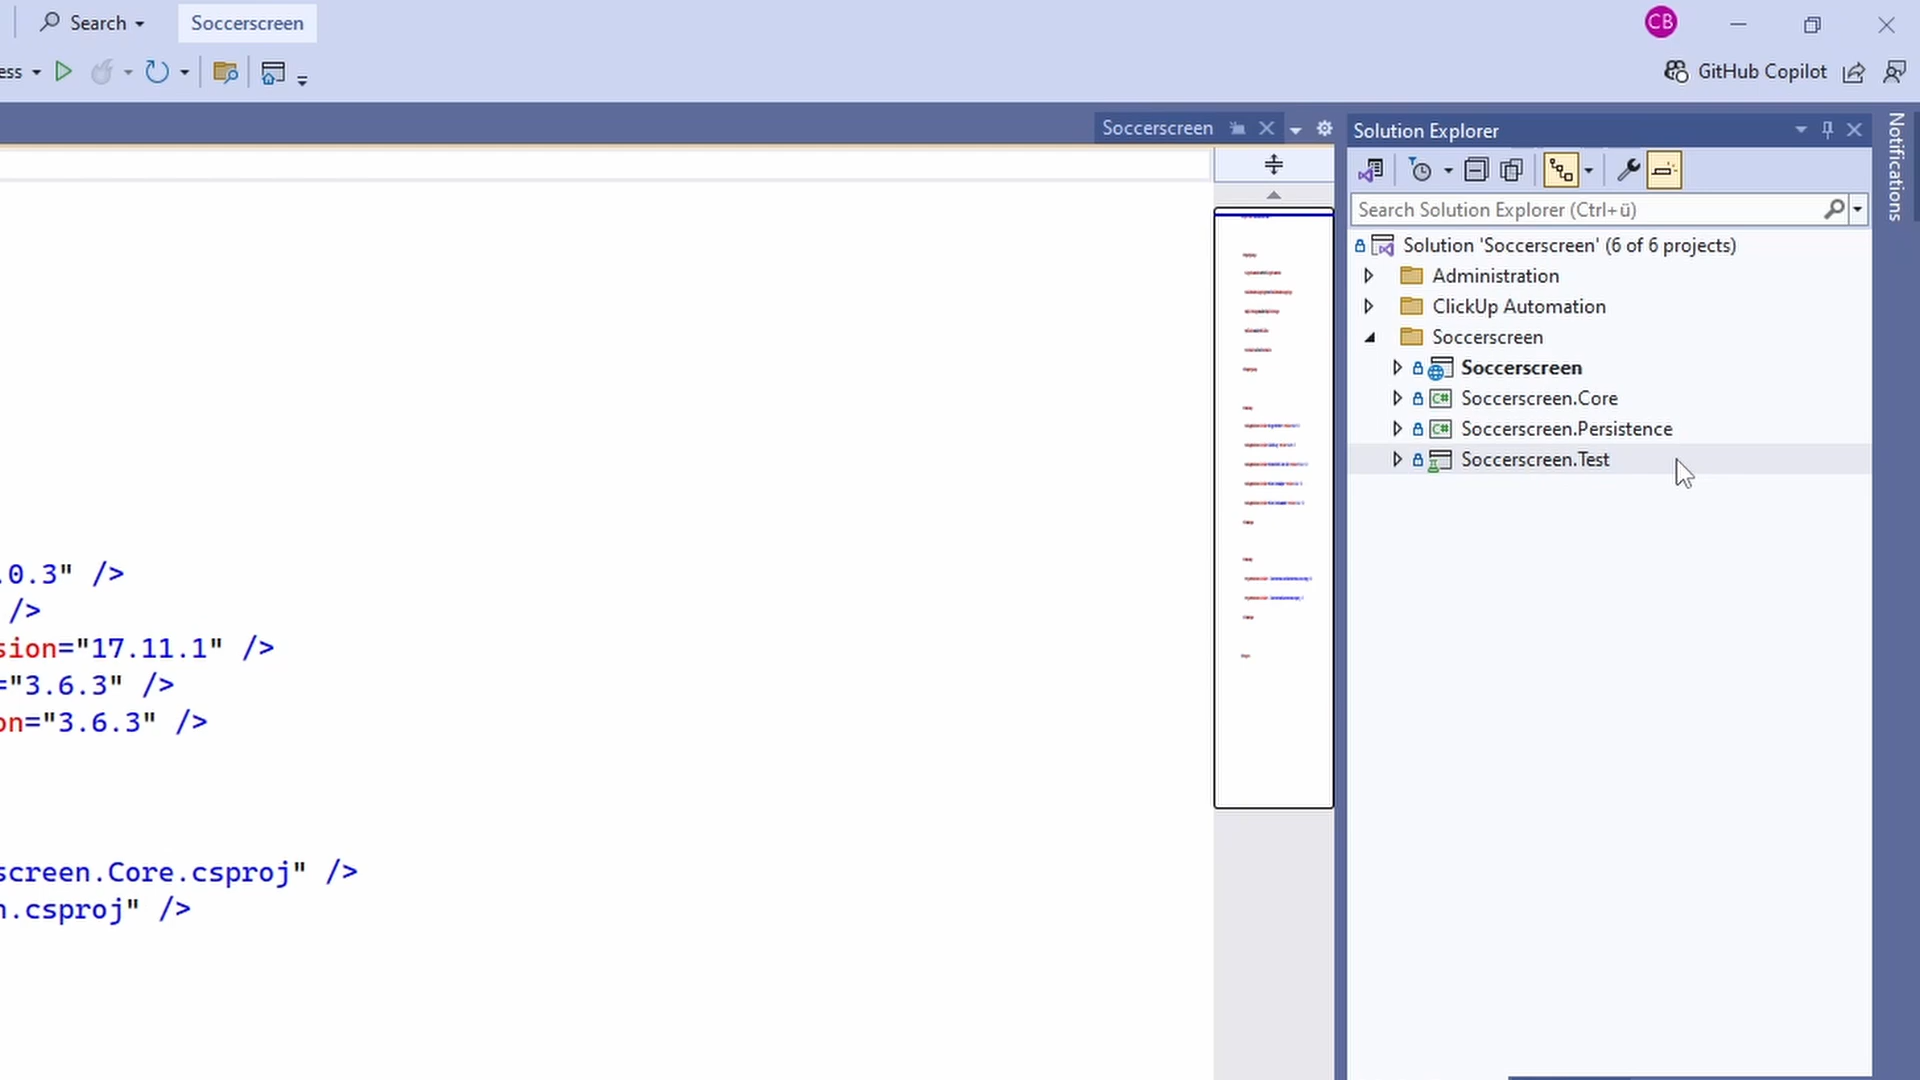 Search
Soccerscreen
CB
ess
GitHub Copilot
Soccerscreen
Solution Explorer
Notifications
Search Solution Explorer (Ctrl+ü)
Solution 'Soccerscreen' (6 of 6 projects)
Administration
ClickUp Automation
Soccerscreen
Soccerscreen
Soccerscreen.Core
Soccerscreen.Persistence
Soccerscreen.Test
.0.3" />
/>
sion="17.11.1" />
="3.6.3" />
on="3.6.3" />
screen.Core.csproj" />
n.csproj" />